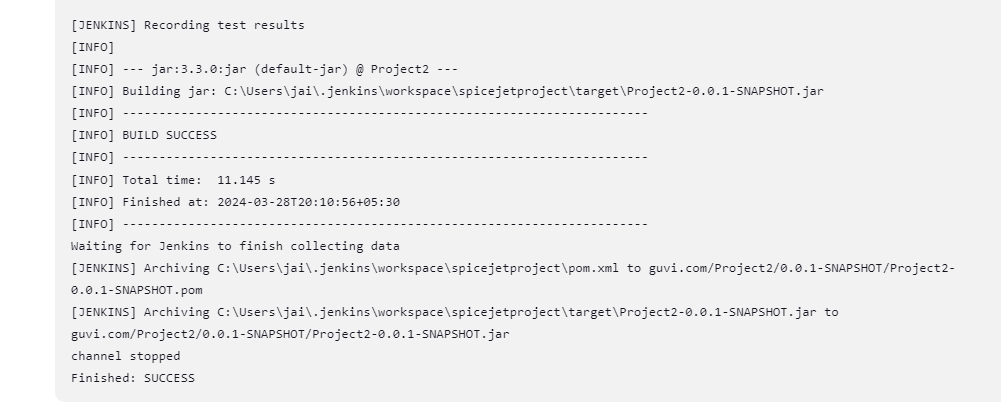 [JENKINS] Recording test results
[INFO]
[INFO] --- jar:3.3.0:jar (default-jar) @ Project2 ---
[INFO] Building jar: C:\Users\jai\.jenkins\workspace\spicejetproject\target\Project2-0.0.1-SNAPSHOT.jar
[INFO] ------------------------------------------------------------------------
[INFO] BUILD SUCCESS
[INFO] ------------------------------------------------------------------------
[INFO] Total time:  11.145 s
[INFO] Finished at: 2024-03-28T20:10:56+05:30
[INFO] ------------------------------------------------------------------------
Waiting for Jenkins to finish collecting data
[JENKINS] Archiving C:\Users\jai\.jenkins\workspace\spicejetproject\pom.xml to guvi.com/Project2/0.0.1-SNAPSHOT/Project2-
0.0.1-SNAPSHOT.pom
[JENKINS] Archiving C:\Users\jai\.jenkins\workspace\spicejetproject\target\Project2-0.0.1-SNAPSHOT.jar to
guvi.com/Project2/0.0.1-SNAPSHOT/Project2-0.0.1-SNAPSHOT.jar
channel stopped
Finished: SUCCESS